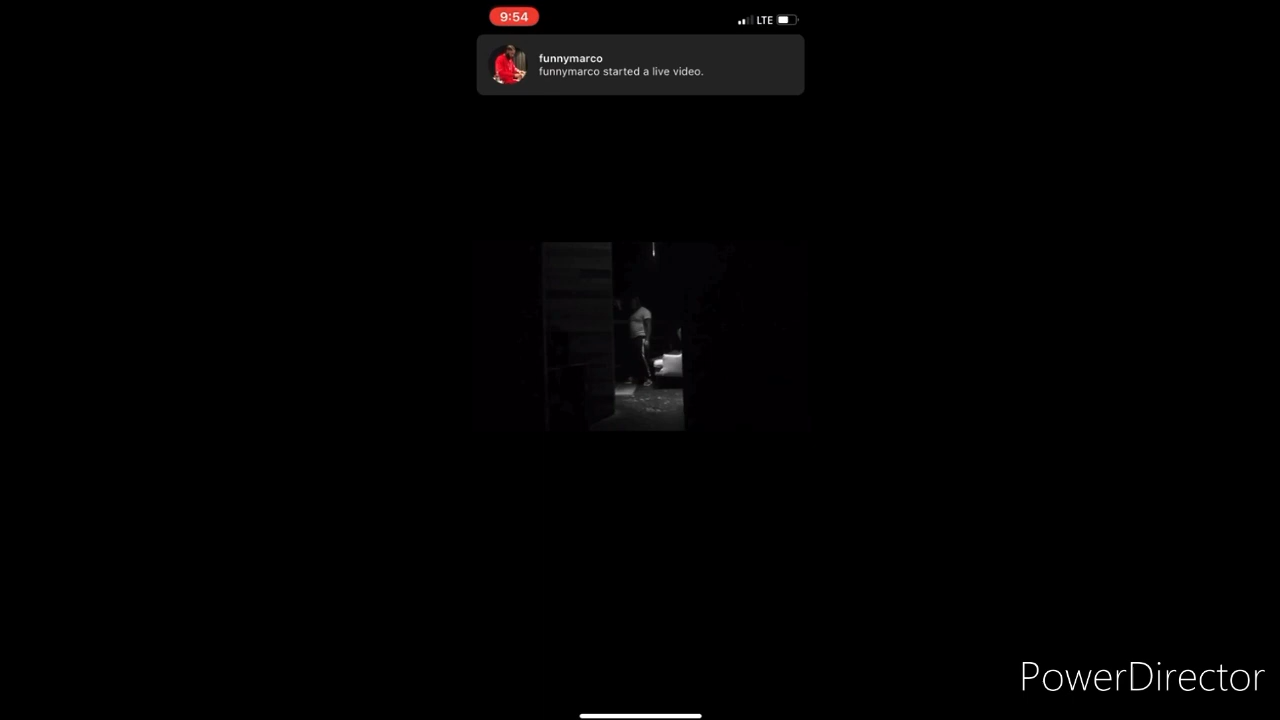 9:54
LTE
funnymarco
funnymarco started a live video.
PowerDirector